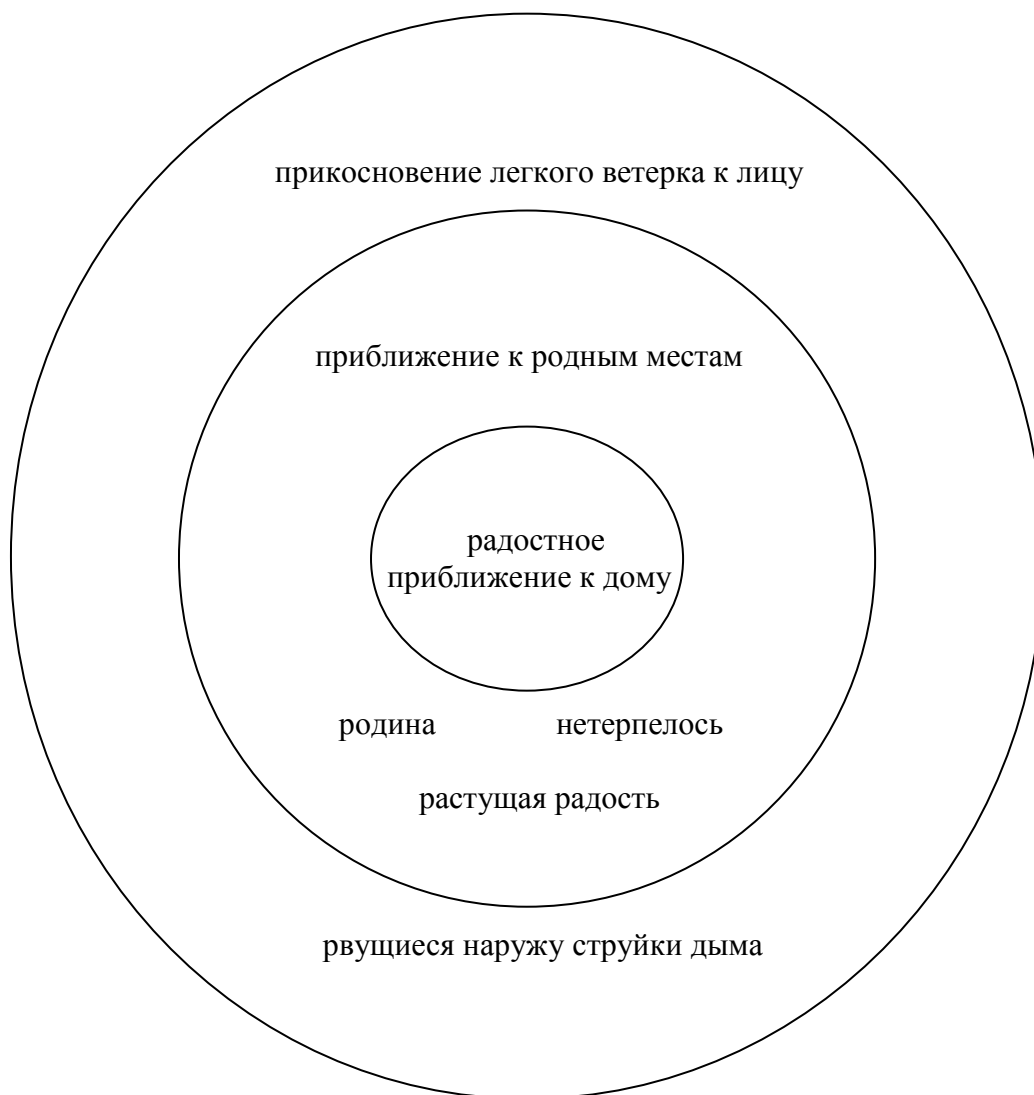 прикосновение легкого ветерка к лицу
приближение к родным местам
радостное
приближение к дому
родина нетерпелось
растущая радость
рвущиеся наружу струйки дыма